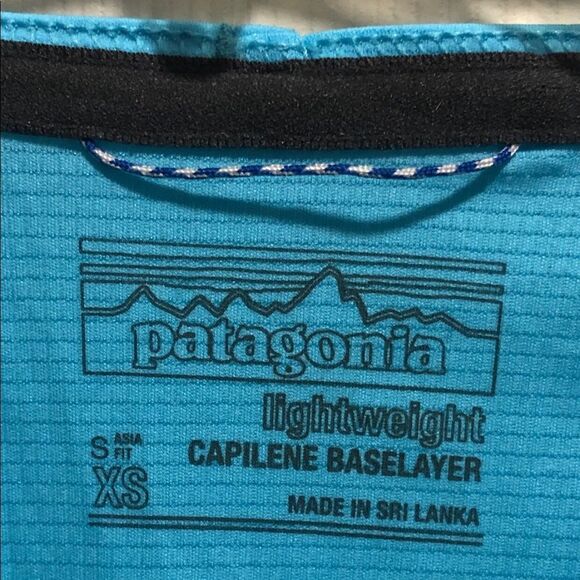 patagonia
lightweight
CAPILENE BASELAYER
S ASIA FIT
XS
MADE IN SRI LANKA